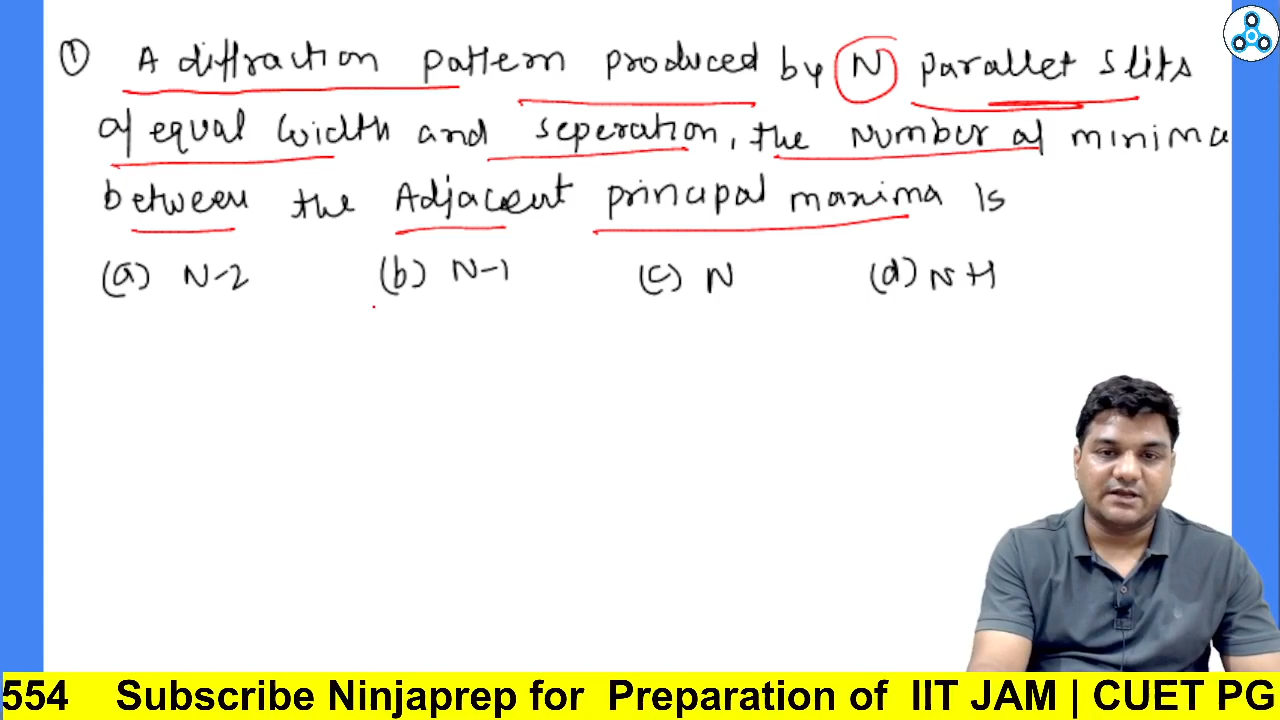 ① A diffraction pattern produced by N parallel slits
of equal width and seperation, the number of minima
between the Adjacent principal maxima is
(a) N-2 (b) N-1 (c) N (d) N+1
554 Subscribe Ninjaprep for Preparation of IIT JAM | CUET PG